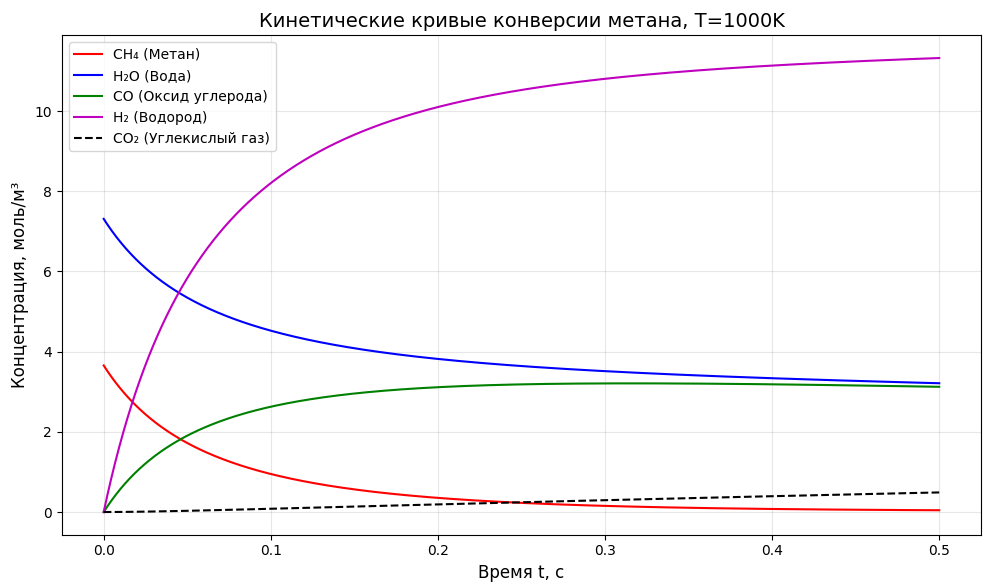 Кинетические кривые конверсии метана, T=1000K
CH₄ (Метан)
H₂O (Вода)
CO (Оксид углерода)
H₂ (Водород)
CO₂ (Углекислый газ)
Концентрация, моль/м³
10
8
6
4
2
0
0.0 0.1 0.2 0.3 0.4 0.5
Время t, с